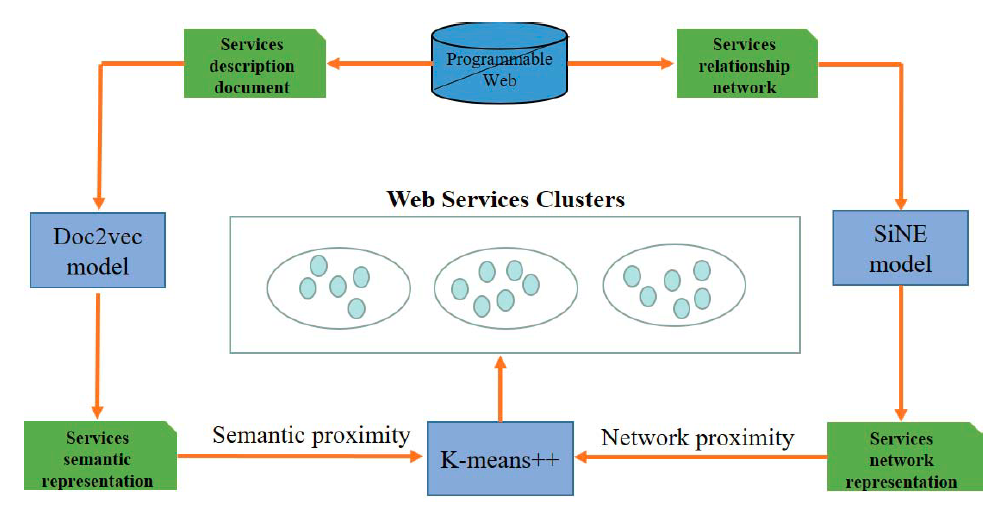 Services
description
document
Programmable
Web
Services
relationship
network
Web Services Clusters
Doc2vec
model
SiNE
model
Services
semantic
representation
Semantic proximity
K-means++
Network proximity
Services
network
representation